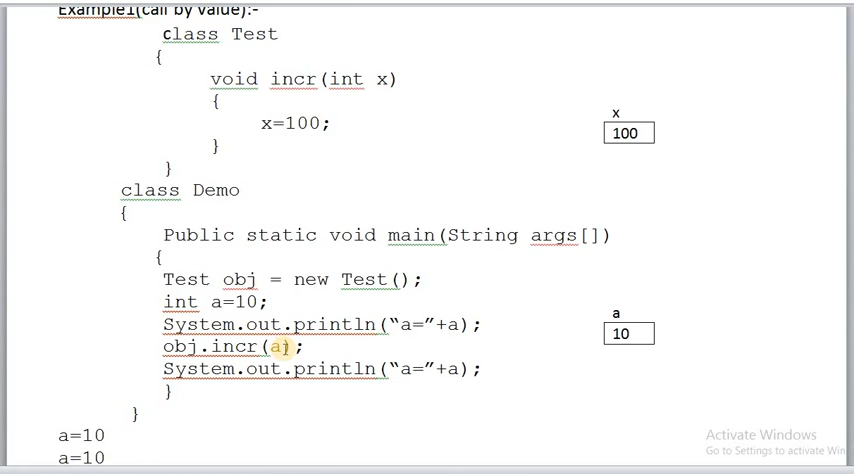 Example1(call by value):-
class Test
{
void incr(int x)
{
x=100;
}
}
x
100
class Demo
{
Public static void main(String args[])
{
Test obj = new Test();
int a=10;
System.out.println(“a=”+a);
obj.incr(a);
System.out.println(“a=”+a);
}
}
a
10
a=10
a=10
Activate Windows
Go to Settings to activate Win